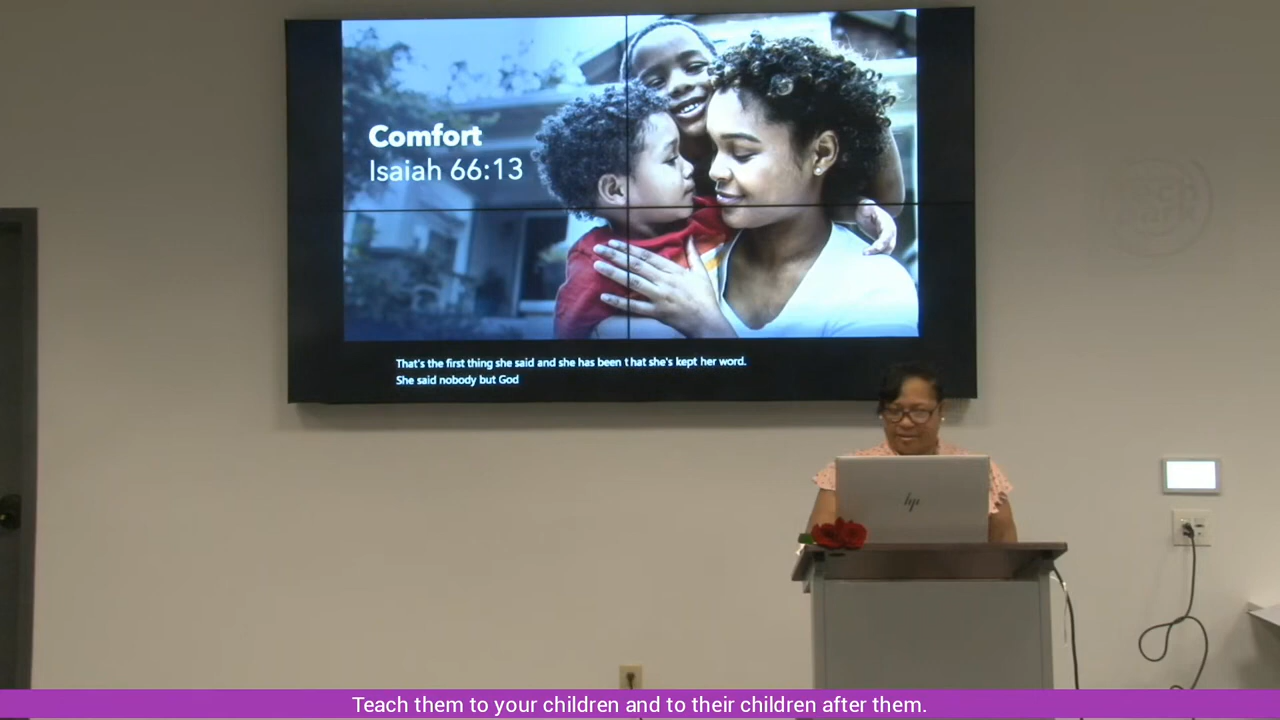 Comfort
Isaiah 66:13
That's the first thing she said and she has been that she's kept her word.
She said nobody but God
hp
Teach them to your children and to their children after them.